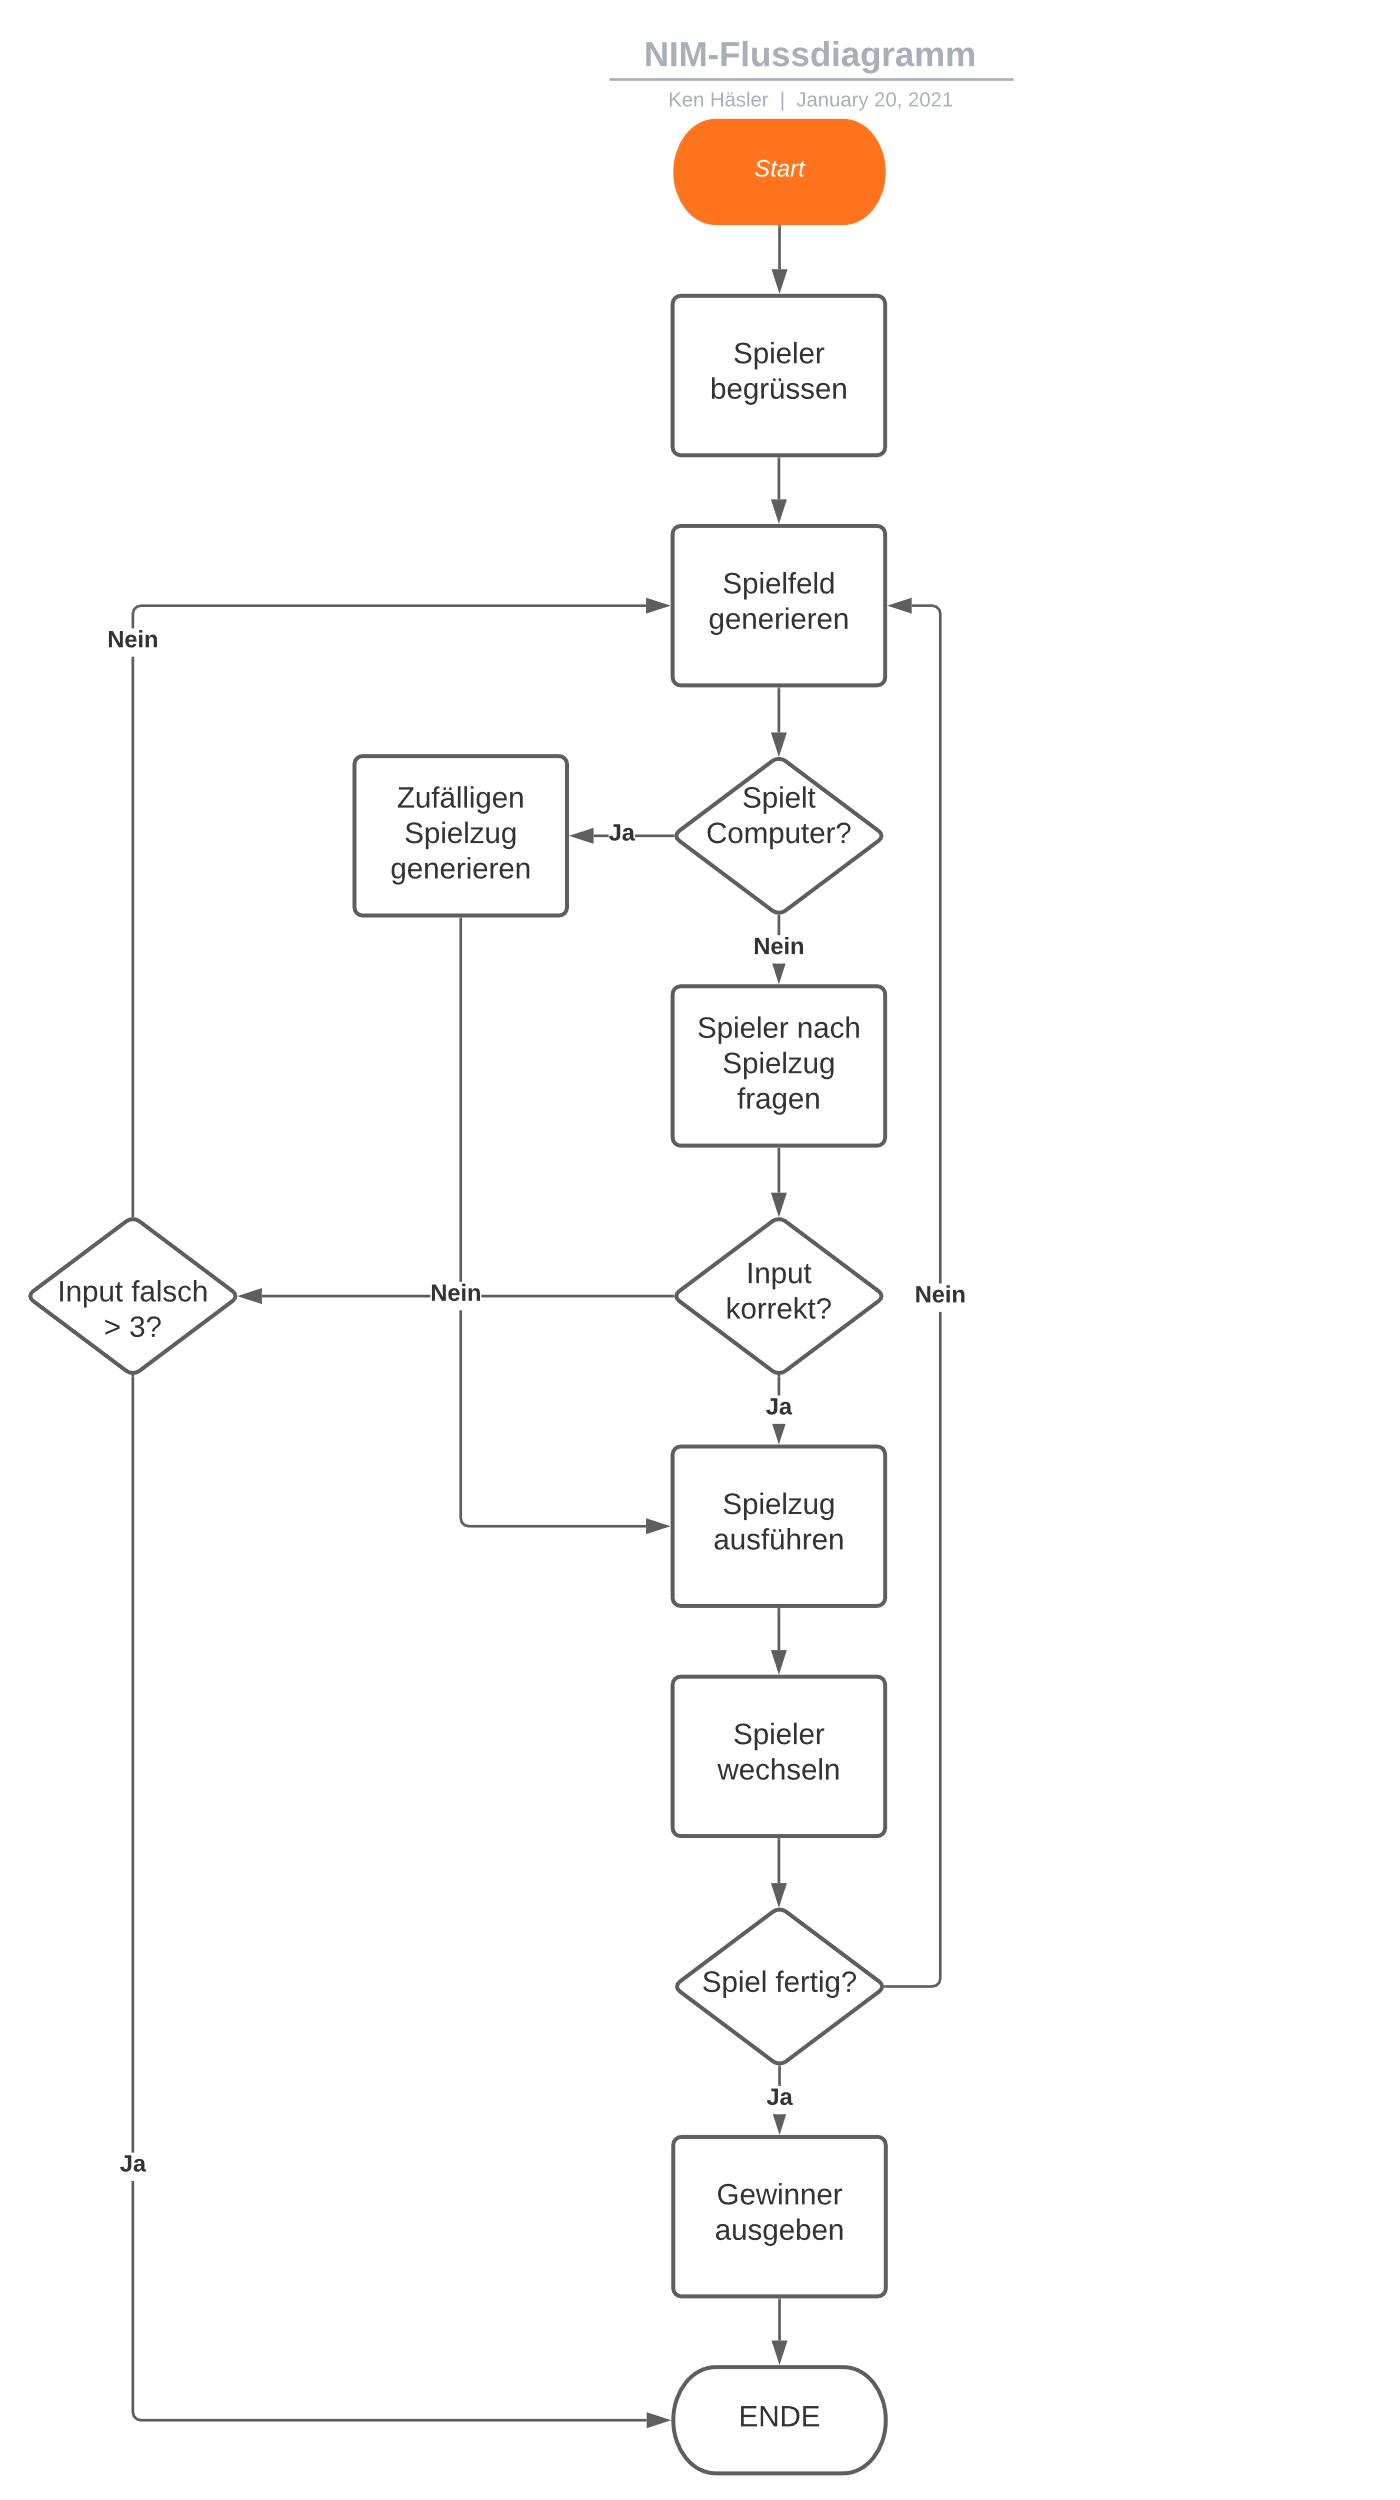 NIM-Flussdiagramm
Ken Häsler | January 20, 2021
Start
Spieler
begrüssen
Spielfeld
generieren
Nein
Zufälligen
Spielzug
generieren
Ja
Spielt
Computer?
Nein
Spieler nach
Spielzug
fragen
Input falsch
> 3?
Nein
Input
korrekt?
Nein
Ja
Spielzug
ausführen
Spieler
wechseln
Spiel fertig?
Ja
Ja
Gewinner
ausgeben
ENDE